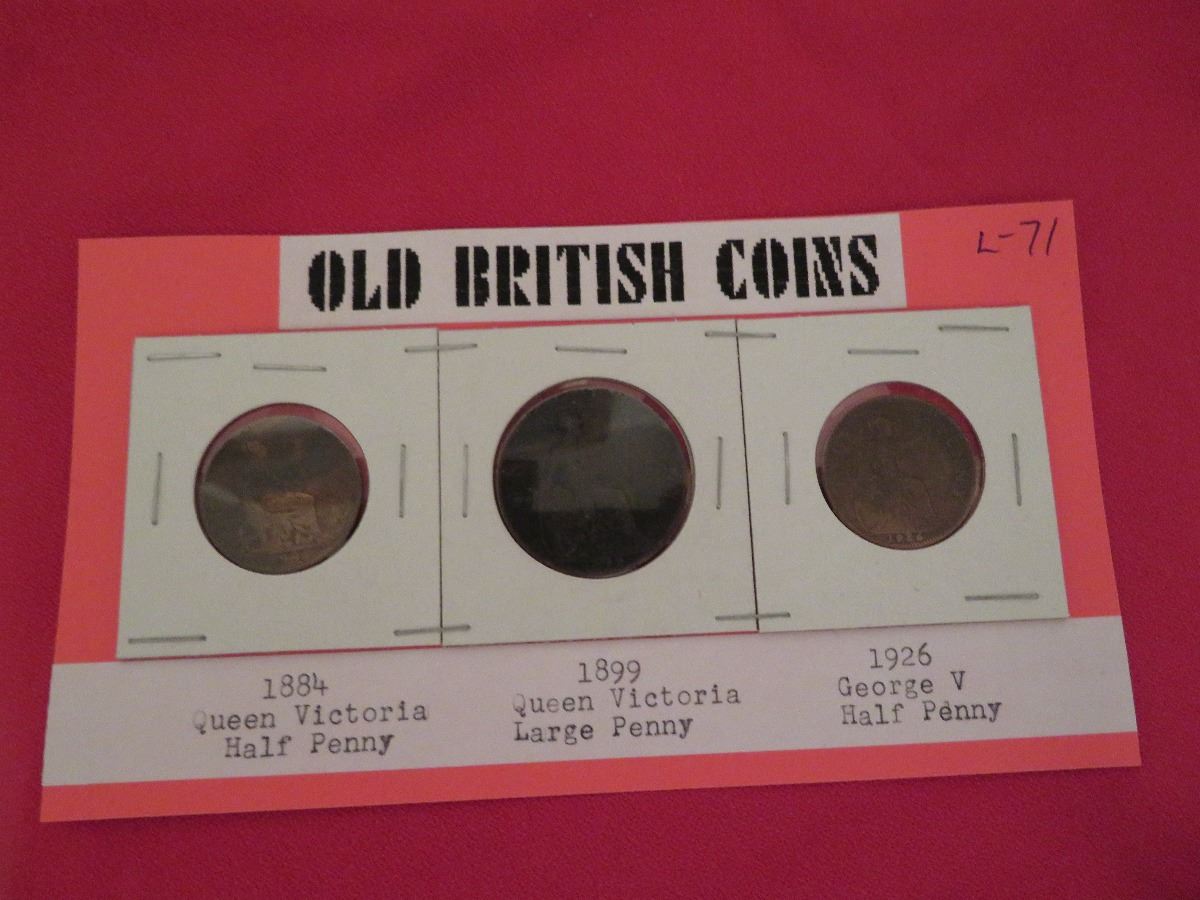 OLD BRITISH COINS
L-71
1884
Queen Victoria
Half Penny
1899
Queen Victoria
Large Penny
1926
George V
Half Penny